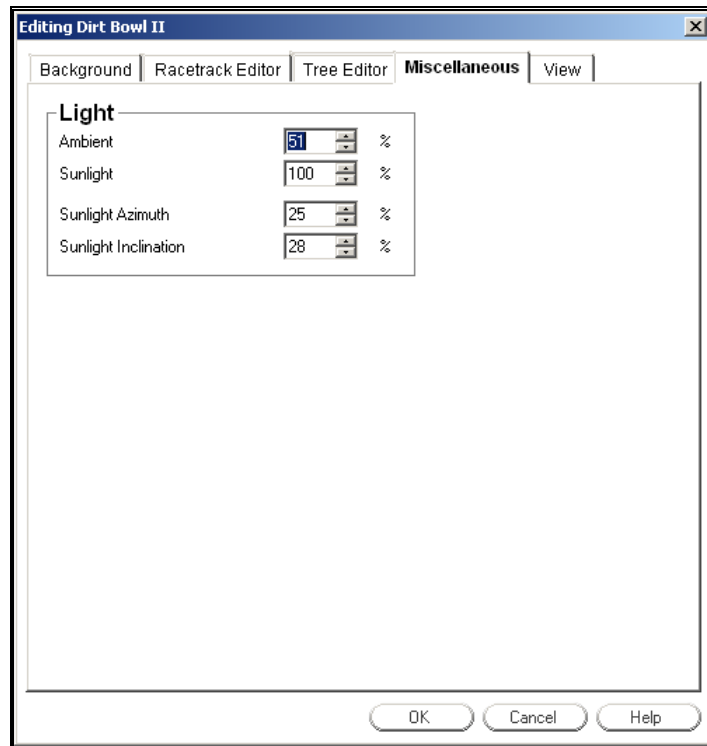 Editing Dirt Bowl II
Background Racetrack Editor Tree Editor Miscellaneous View
Light
Ambient 51 %
Sunlight 100 %
Sunlight Azimuth 25 %
Sunlight Inclination 28 %
OK Cancel Help